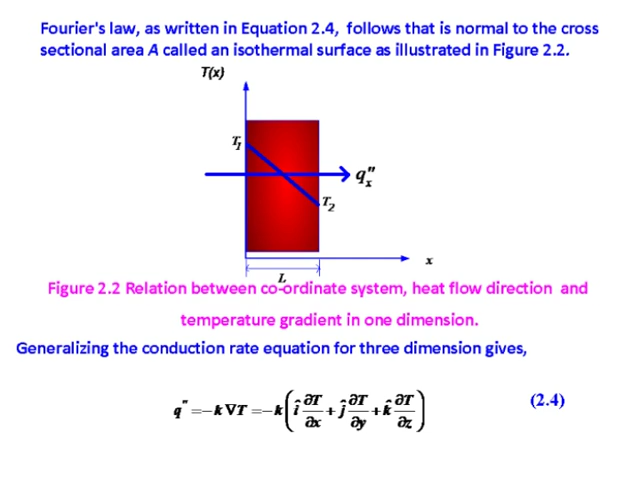 Fourier's law, as written in Equation 2.4, follows that is normal to the cross
sectional area A called an isothermal surface as illustrated in Figure 2.2.
T(x)
T₁
qₓ″
T₂
x
L
Figure 2.2 Relation between co-ordinate system, heat flow direction and
temperature gradient in one dimension.
Generalizing the conduction rate equation for three dimension gives,
q″ = −k∇T = −k(î ∂T/∂x + ĵ ∂T/∂y + k̂ ∂T/∂z) (2.4)